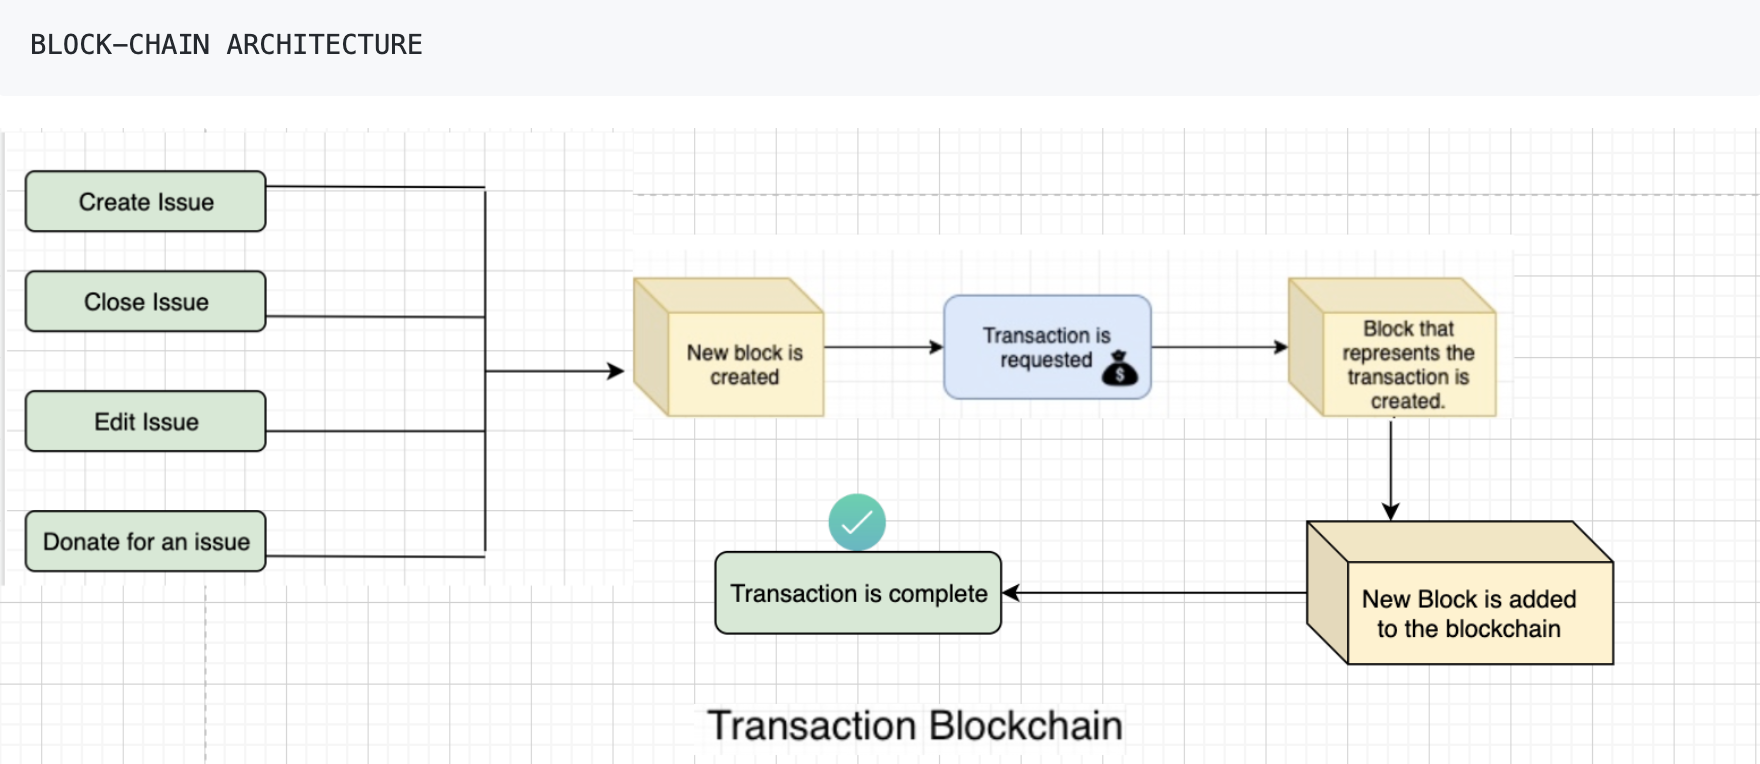 BLOCK-CHAIN ARCHITECTURE
Create Issue
Close Issue
Edit Issue
Donate for an issue
New block is
created
Transaction is
requested
$
Block that
represents the
transaction is
created.
New Block is added
to the blockchain
Transaction is complete
Transaction Blockchain